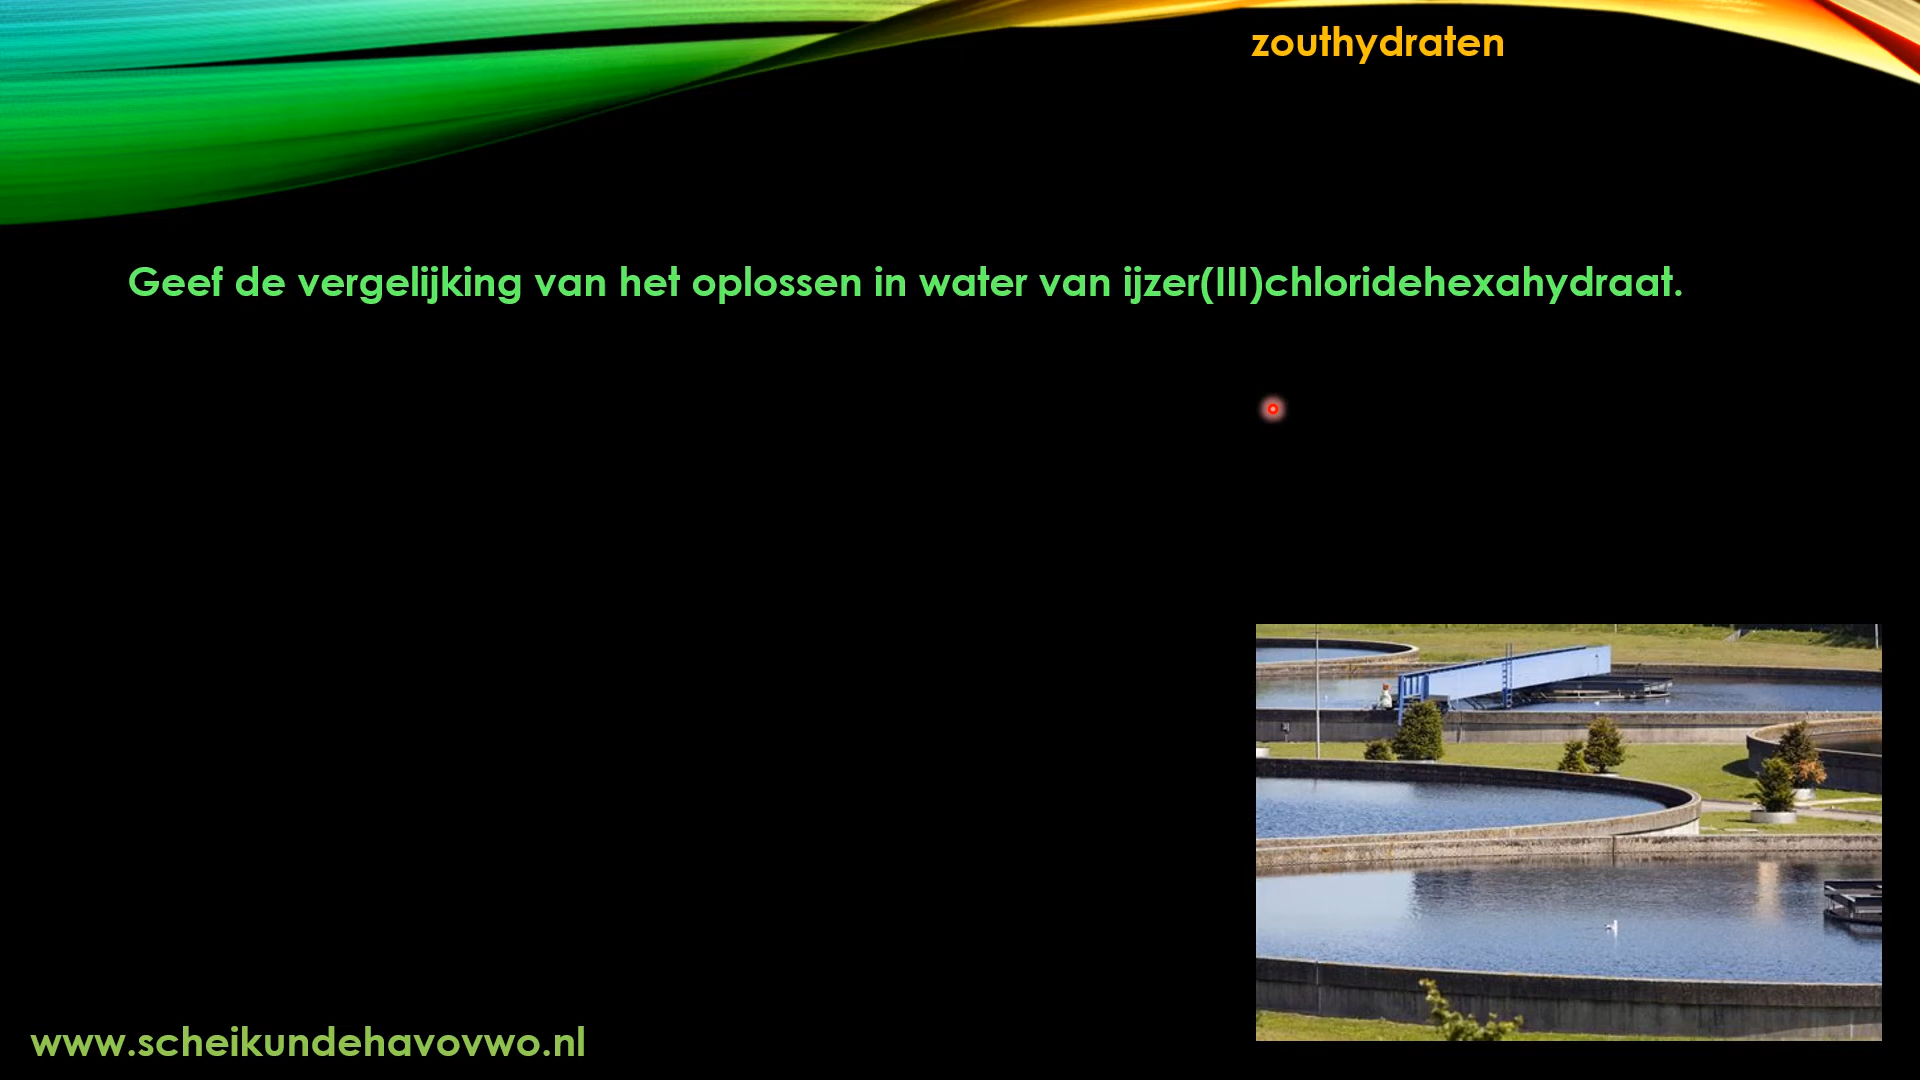 zouthydraten
Geef de vergelijking van het oplossen in water van ijzer(III)chloridehexahydraat.
www.scheikundehavovwo.nl